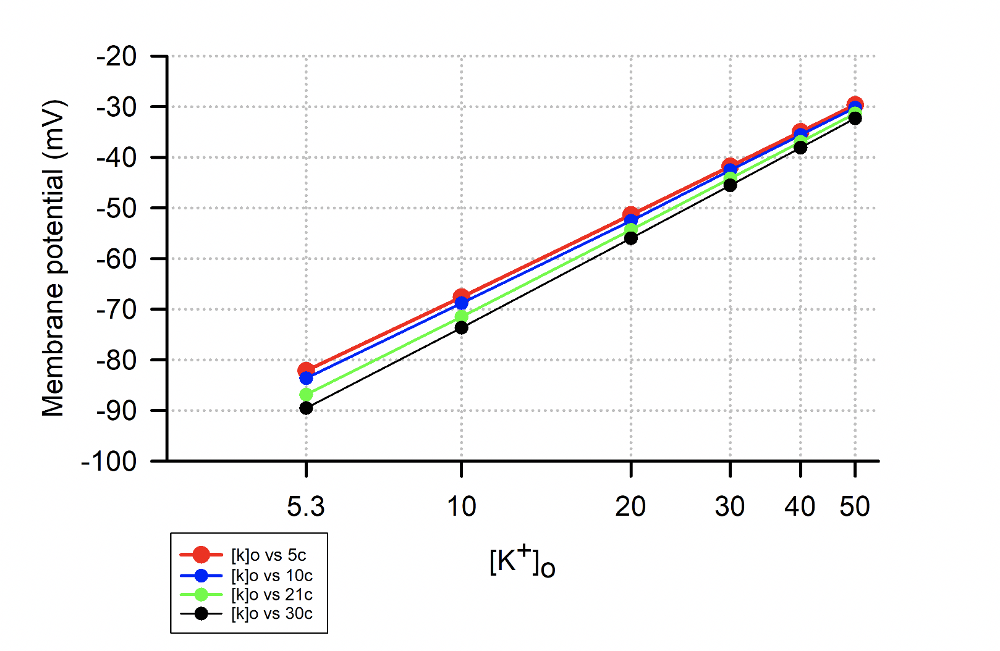 Membrane potential (mV)
-20
-30
-40
-50
-60
-70
-80
-90
-100
5.3 10 20 30 40 50
[K⁺]ₒ
[k]o vs 5c
[k]o vs 10c
[k]o vs 21c
[k]o vs 30c